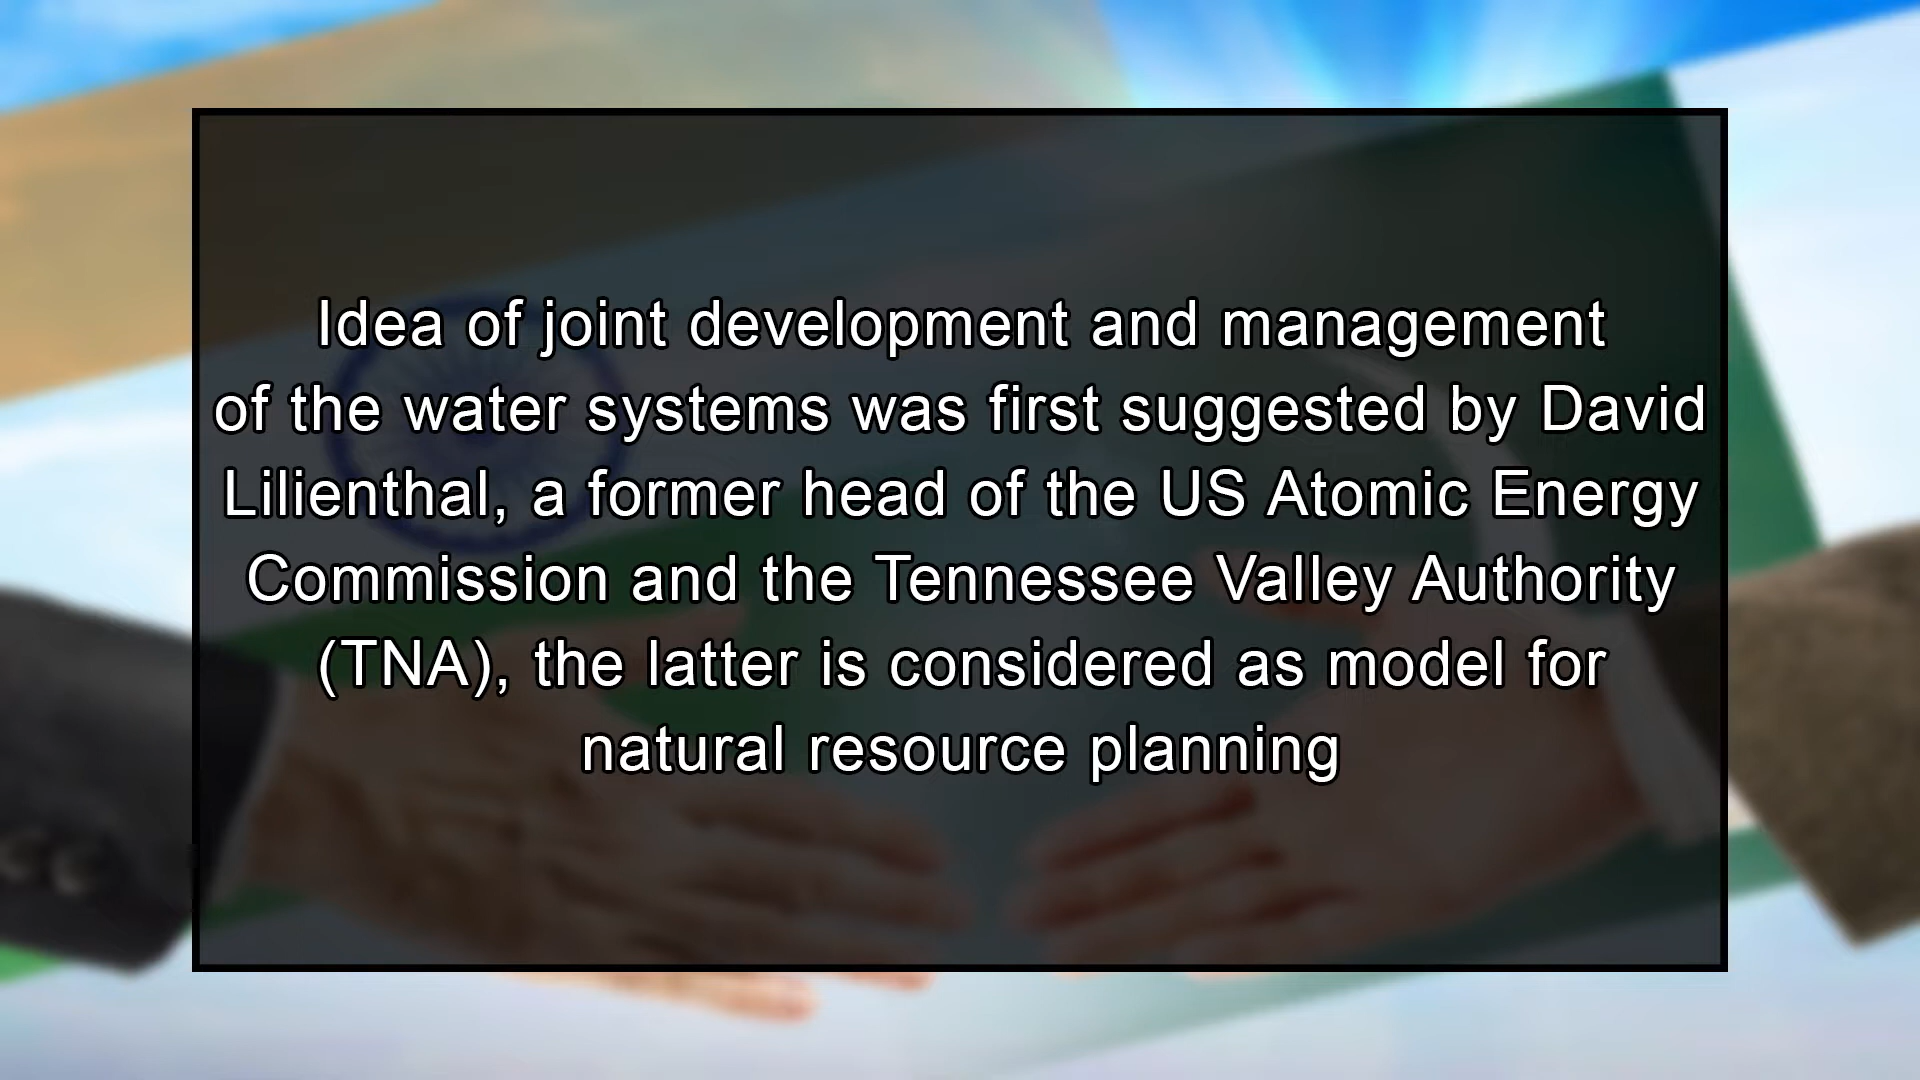 Idea of joint development and management
of the water systems was first suggested by David
Lilienthal, a former head of the US Atomic Energy
Commission and the Tennessee Valley Authority
(TNA), the latter is considered as model for
natural resource planning